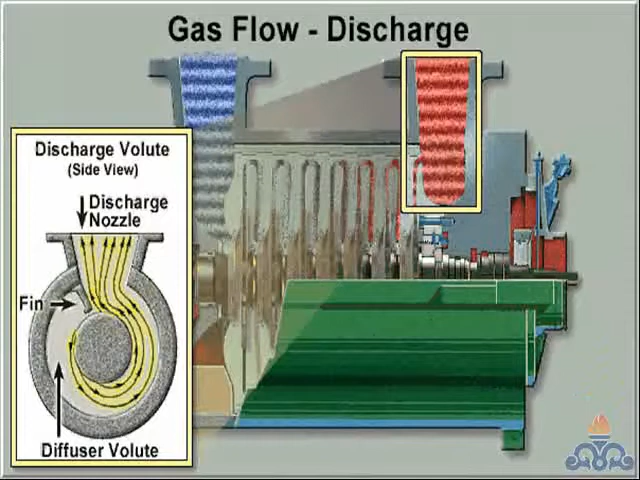 Gas Flow - Discharge
Discharge Volute
(Side View)
Discharge
Nozzle
Fin
Diffuser Volute